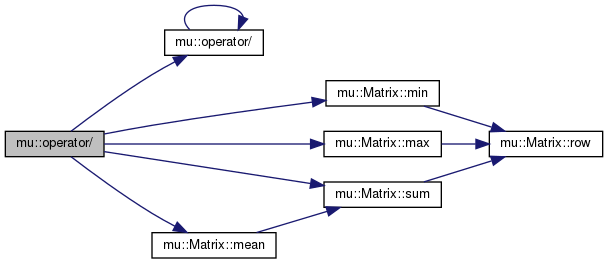 mu::operator/
mu::Matrix::min
mu::operator/
mu::Matrix::max
mu::Matrix::row
mu::Matrix::sum
mu::Matrix::mean